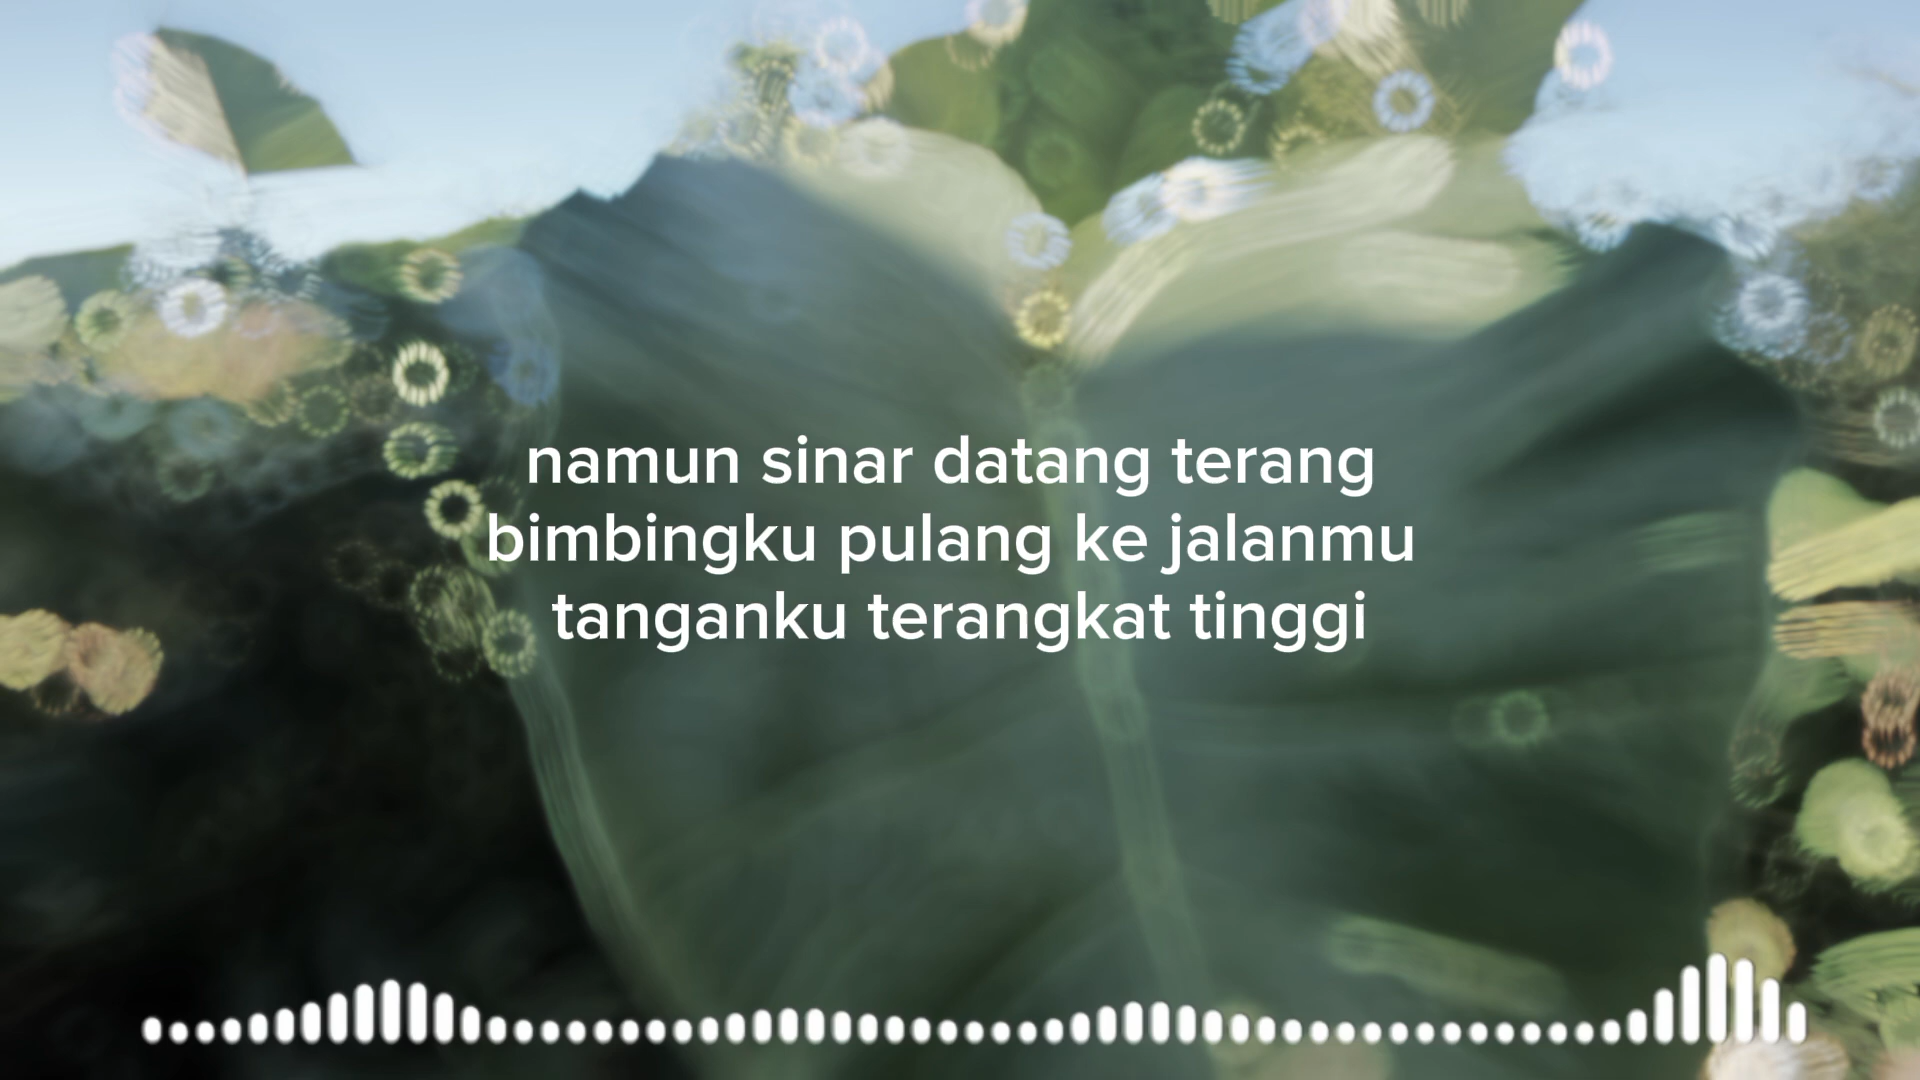 namun sinar datang terang
bimbingku pulang ke jalanmu
tanganku terangkat tinggi